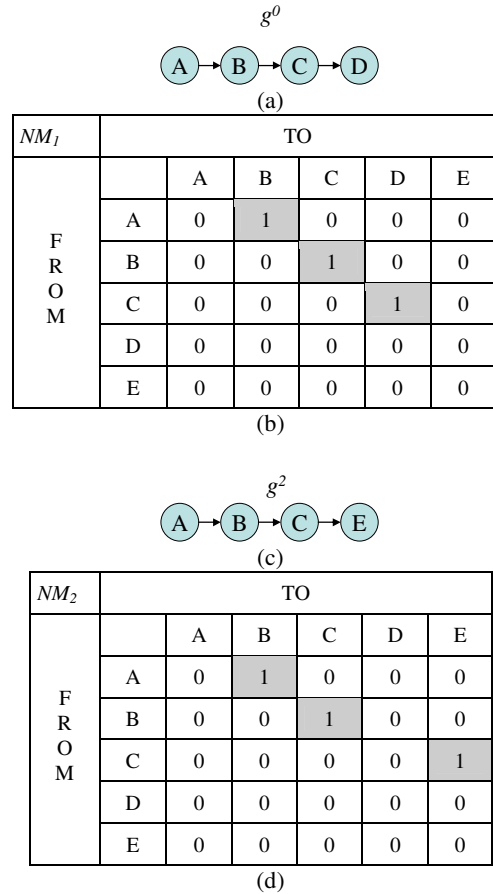 g⁰
A B C D
(a)
NM₁ TO
A B C D E
FROM
A 0 1 0 0 0
B 0 0 1 0 0
C 0 0 0 1 0
D 0 0 0 0 0
E 0 0 0 0 0
(b)
g²
A B C E
(c)
NM₂ TO
A B C D E
FROM
A 0 1 0 0 0
B 0 0 1 0 0
C 0 0 0 0 1
D 0 0 0 0 0
E 0 0 0 0 0
(d)